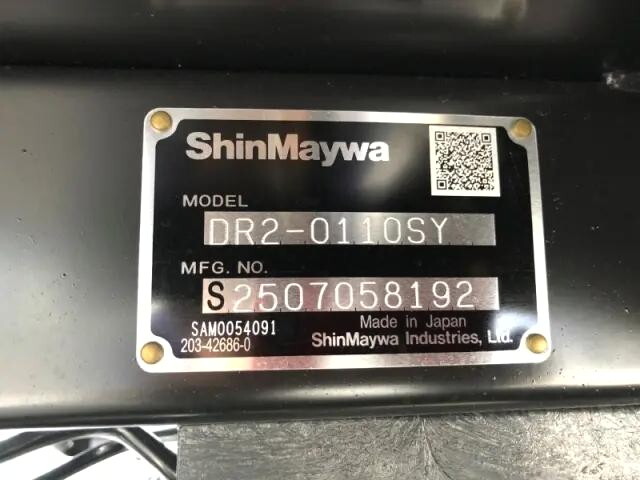 ShinMaywa
MODEL
DR2-0110SY
MFG. NO.
S2507058192
SAM0054091
Made in Japan
203-42686-0
ShinMaywa Industries, Ltd.